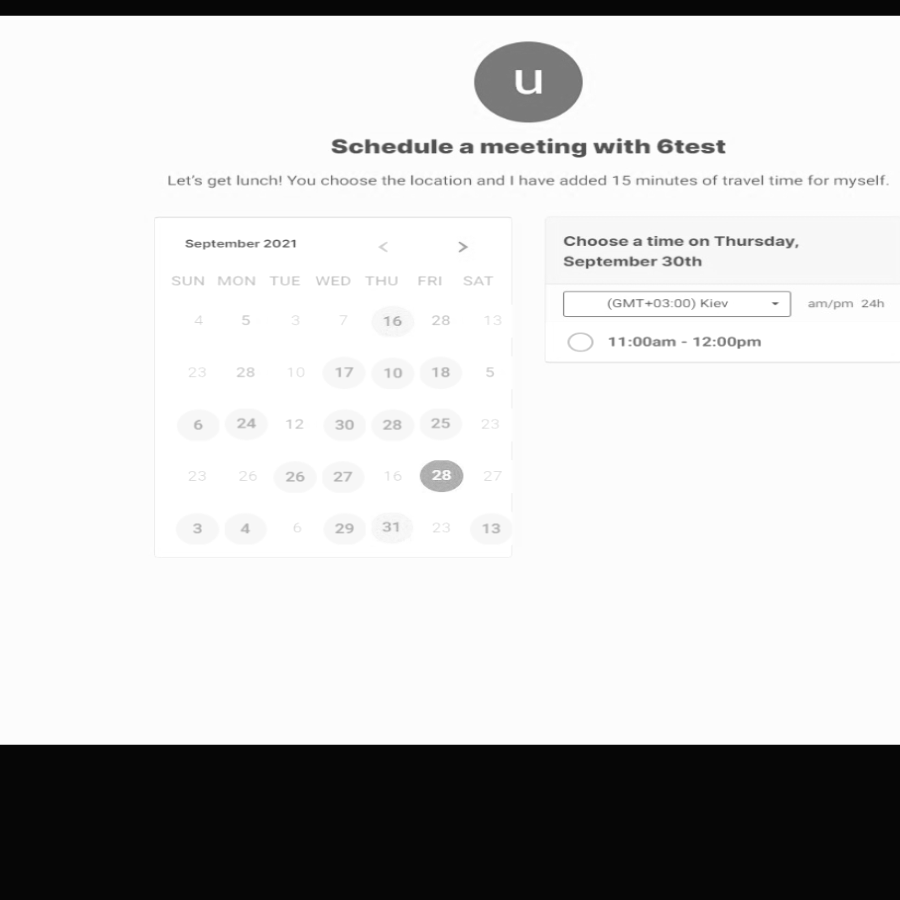 u
Schedule a meeting with 6test
Let's get lunch! You choose the location and I have added 15 minutes of travel time for myself.
September 2021 < >
SUN MON TUE WED THU FRI SAT
4 5 3 7 16 28 13
23 28 10 17 10 18 5
6 24 12 30 28 25 23
23 26 26 27 16 28 27
3 4 6 29 31 23 13
Choose a time on Thursday,
September 30th
(GMT+03:00) Kiev am/pm 24h
11:00am - 12:00pm